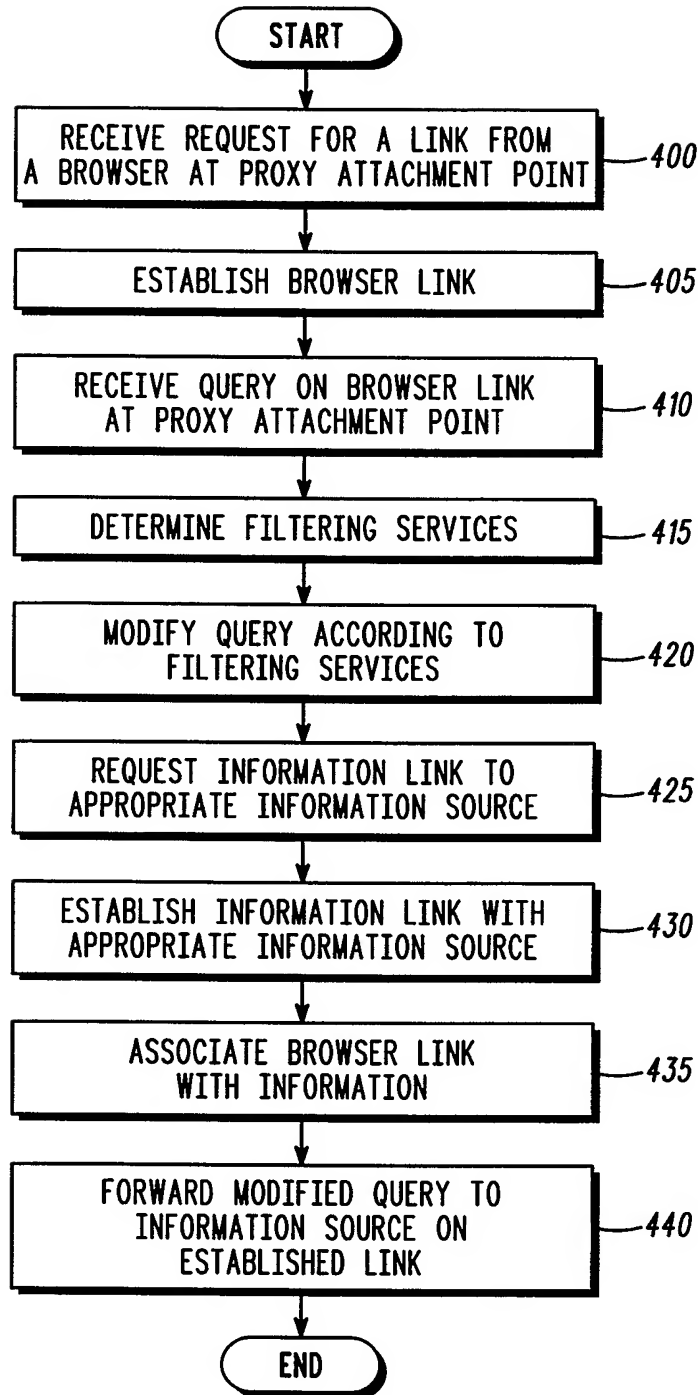 START
RECEIVE REQUEST FOR A LINK FROM
A BROWSER AT PROXY ATTACHMENT POINT
400
ESTABLISH BROWSER LINK
405
RECEIVE QUERY ON BROWSER LINK
AT PROXY ATTACHMENT POINT
410
DETERMINE FILTERING SERVICES
415
MODIFY QUERY ACCORDING TO
FILTERING SERVICES
420
REQUEST INFORMATION LINK TO
APPROPRIATE INFORMATION SOURCE
425
ESTABLISH INFORMATION LINK WITH
APPROPRIATE INFORMATION SOURCE
430
ASSOCIATE BROWSER LINK
WITH INFORMATION
435
FORWARD MODIFIED QUERY TO
INFORMATION SOURCE ON
ESTABLISHED LINK
440
END